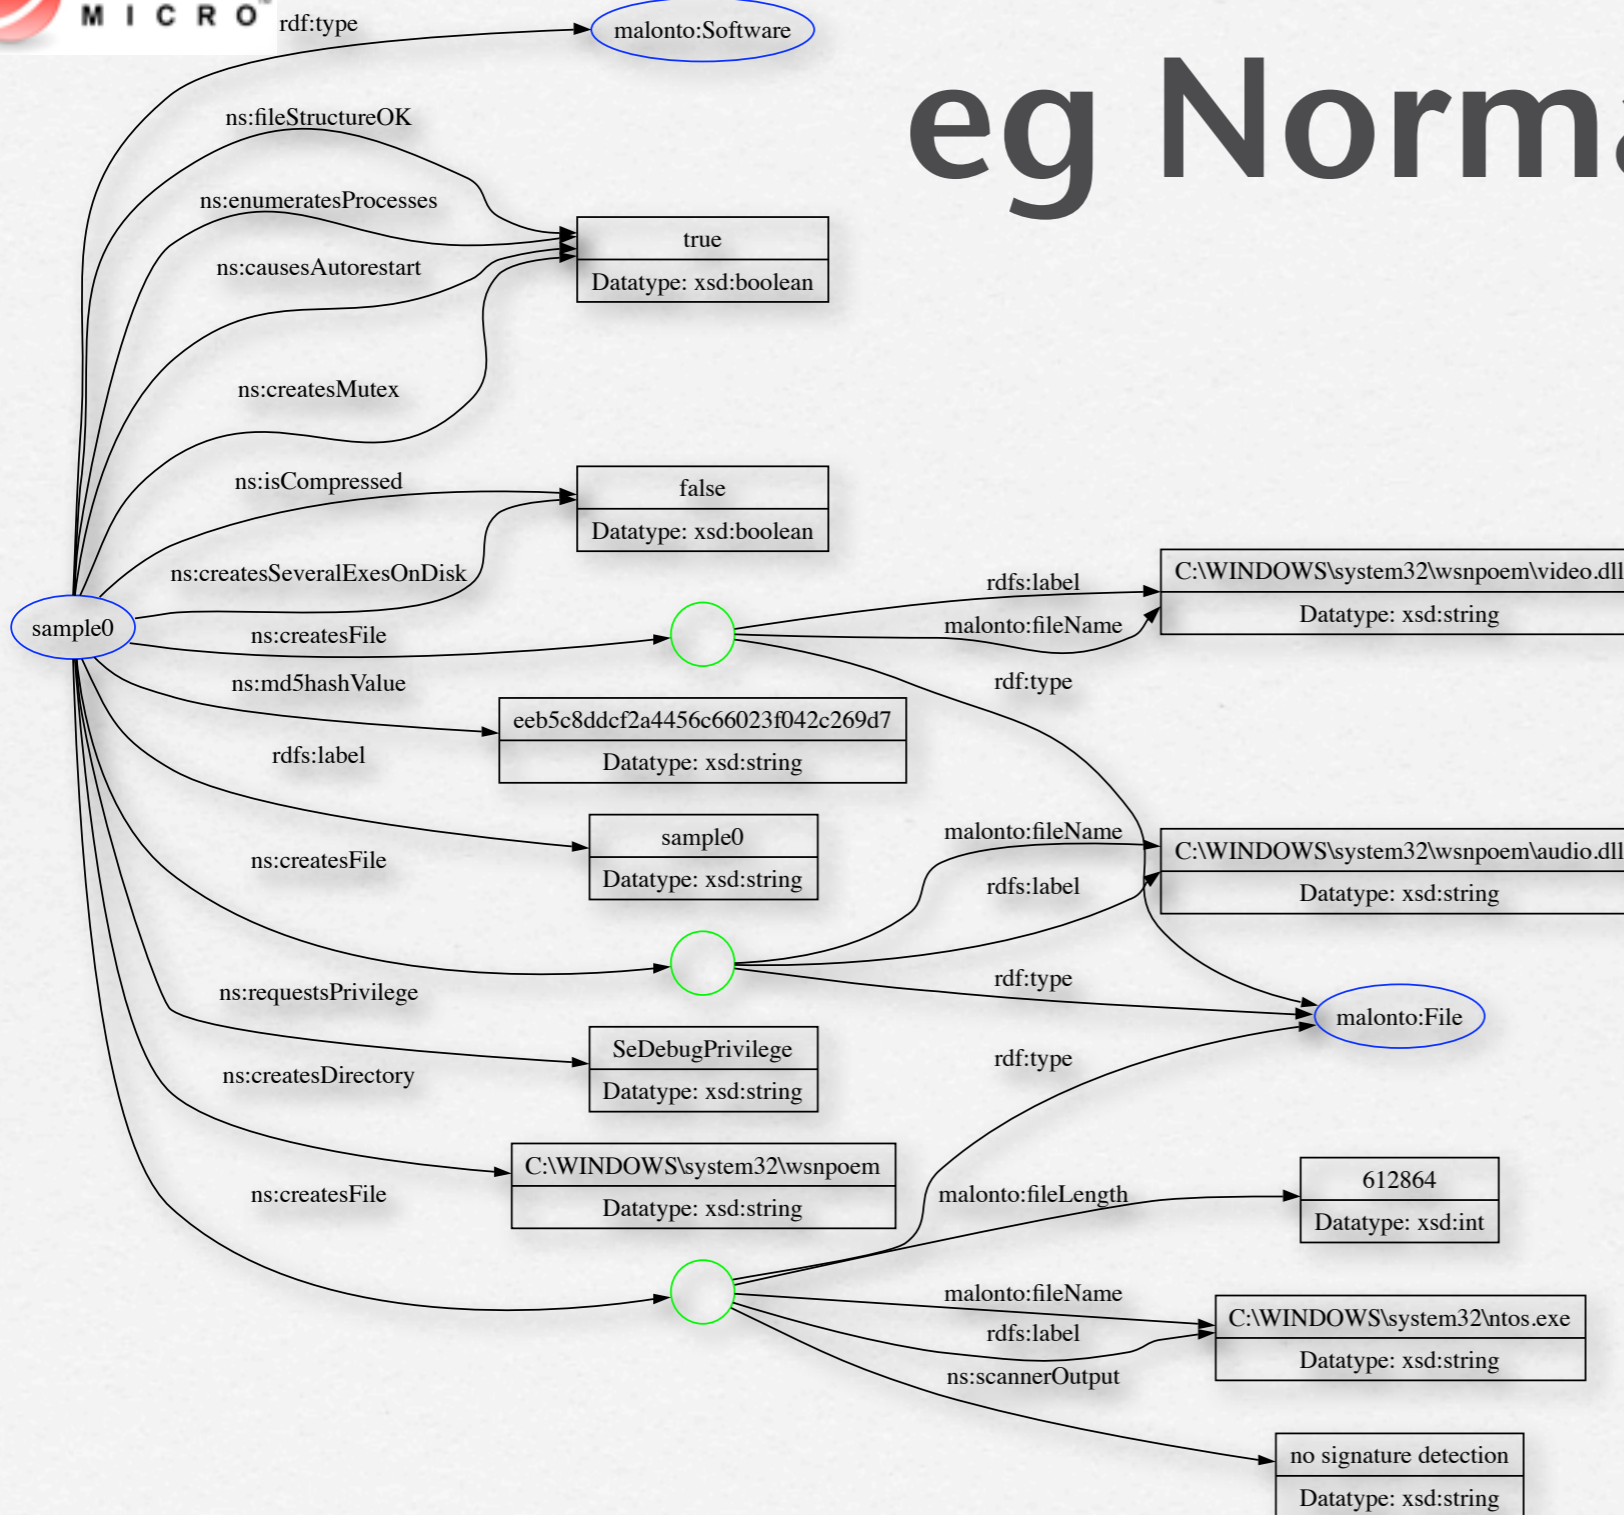 MICRO
rdf:type
malonto:Software
eg Norma
ns:fileStructureOK
ns:enumeratesProcesses
true
ns:causesAutorestart
Datatype: xsd:boolean
ns:createsMutex
ns:isCompressed
false
Datatype: xsd:boolean
ns:createsSeveralExesOnDisk
rdfs:label
C:\WINDOWS\system32\wsnpoem\video.dll
Datatype: xsd:string
sample0
ns:createsFile
malonto:fileName
ns:md5hashValue
rdf:type
eeb5c8ddcf2a4456c66023f042c269d7
Datatype: xsd:string
rdfs:label
sample0
Datatype: xsd:string
malonto:fileName
C:\WINDOWS\system32\wsnpoem\audio.dll
Datatype: xsd:string
ns:createsFile
rdfs:label
ns:requestsPrivilege
rdf:type
malonto:File
SeDebugPrivilege
Datatype: xsd:string
rdf:type
ns:createsDirectory
C:\WINDOWS\system32\wsnpoem
Datatype: xsd:string
ns:createsFile
malonto:fileLength
612864
Datatype: xsd:int
malonto:fileName
C:\WINDOWS\system32\ntos.exe
Datatype: xsd:string
rdfs:label
ns:scannerOutput
no signature detection
Datatype: xsd:string